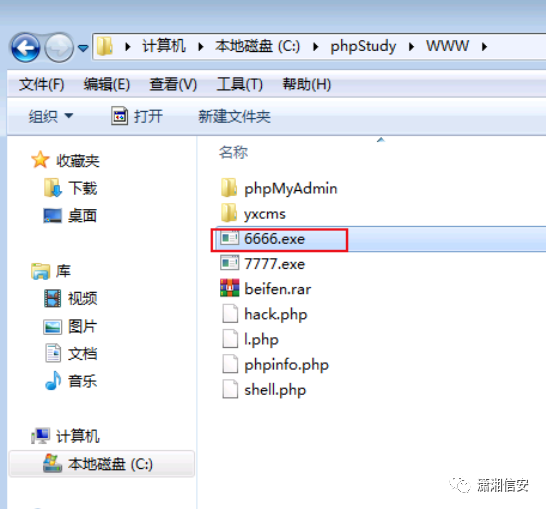 计算机 本地磁盘 (C:) phpStudy WWW
文件(F) 编辑(E) 查看(V) 工具(T) 帮助(H)
组织 打开 新建文件夹
收藏夹
下载
桌面
库
视频
图片
文档
音乐
计算机
本地磁盘 (C:)
名称
phpMyAdmin
yxcms
6666.exe
7777.exe
beifen.rar
hack.php
l.php
phpinfo.php
shell.php
潇湘信安